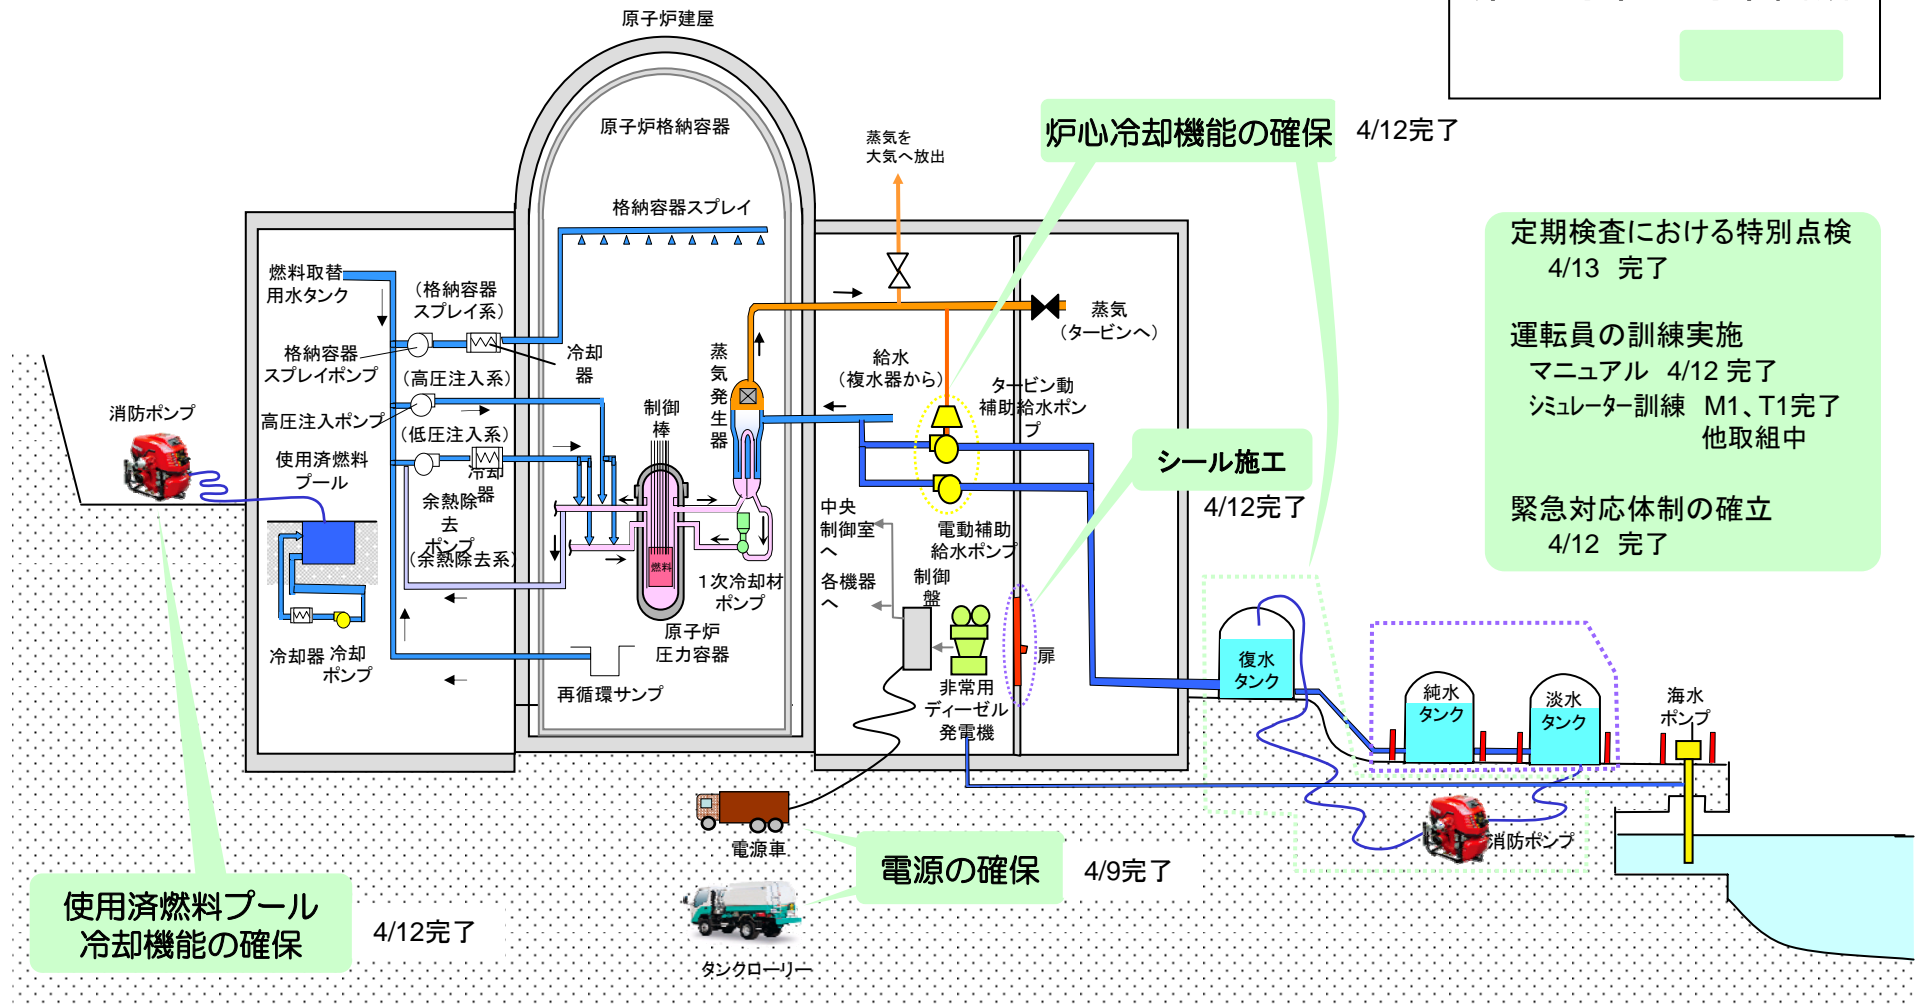 原子炉建屋
原子炉格納容器
蒸気を
大気へ放出
炉心冷却機能の確保
4/12完了
格納容器スプレイ
燃料取替
用水タンク
(格納容器
スプレイ系)
格納容器
スプレイポンプ
冷却
器
(高圧注入系)
高圧注入ポンプ
(低圧注入系)
使用済燃料
プール
冷却
器
余熱除
去
ポンプ
(余熱除去系)
消防ポンプ
冷却器
冷却
ポンプ
制御
棒
蒸気発生器
燃料
1次冷却材
ポンプ
原子炉
圧力容器
再循環サンプ
蒸気
(タービンへ)
給水
(複水器から)
タービン動
補助給水ポン
プ
電動補助
給水ポンプ
中央
制御室
へ
各機器
へ
制御
盤
非常用
ディーゼル
発電機
扉
シール施工
4/12完了
定期検査における特別点検
4/13 完了
運転員の訓練実施
マニュアル 4/12 完了
シミュレーター訓練 M1、T1完了
他取組中
緊急対応体制の確立
4/12 完了
復水
タンク
純水
タンク
淡水
タンク
海水
ポンプ
消防ポンプ
電源車
電源の確保
4/9完了
タンクローリー
使用済燃料プール
冷却機能の確保
4/12完了